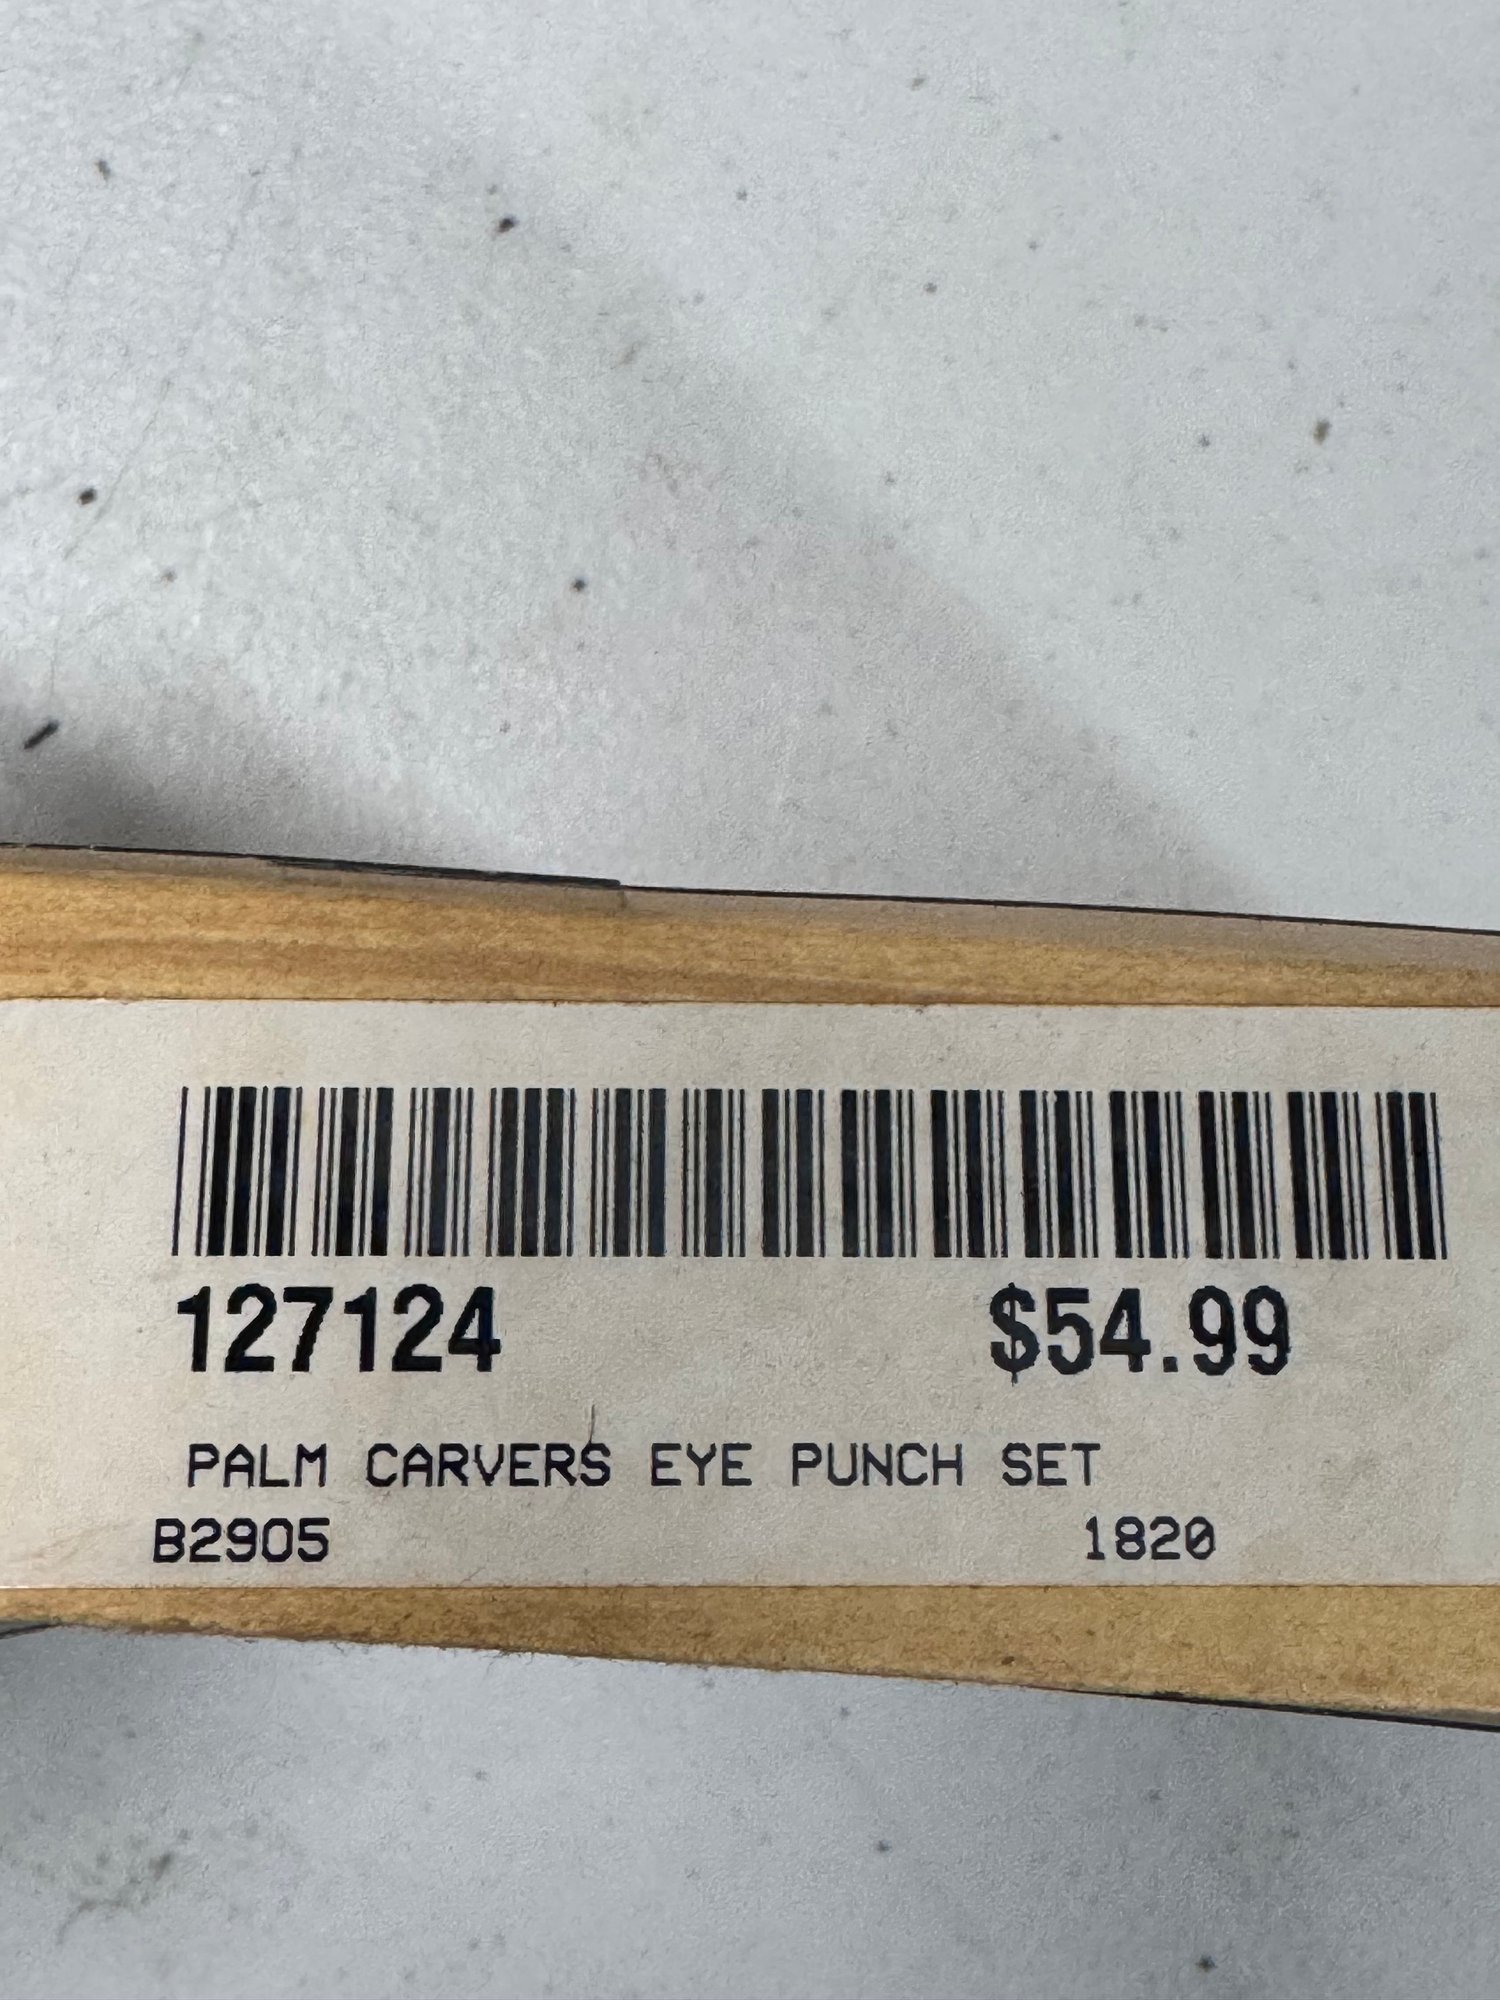 127124 $54.99
PALM CARVERS EYE PUNCH SET
B2905 1820